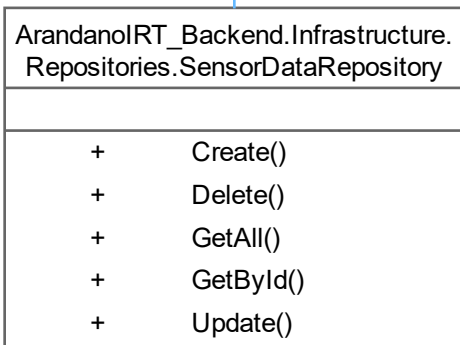 ArandanoIRT_Backend.Infrastructure.
Repositories.SensorDataRepository
+ Create()
+ Delete()
+ GetAll()
+ GetById()
+ Update()